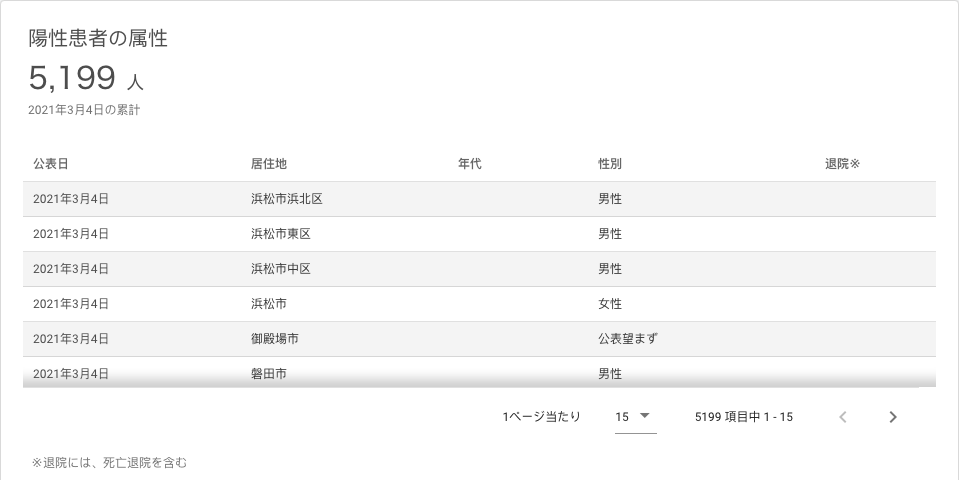 陽性患者の属性
5,199 人
2021年3月4日の累計
公表日 居住地 年代 性別 退院※
2021年3月4日 浜松市浜北区 男性
2021年3月4日 浜松市東区 男性
2021年3月4日 浜松市中区 男性
2021年3月4日 浜松市 女性
2021年3月4日 御殿場市 公表望まず
2021年3月4日 磐田市 男性
1ページ当たり 15 5199 項目中 1 - 15
※退院には、死亡退院を含む